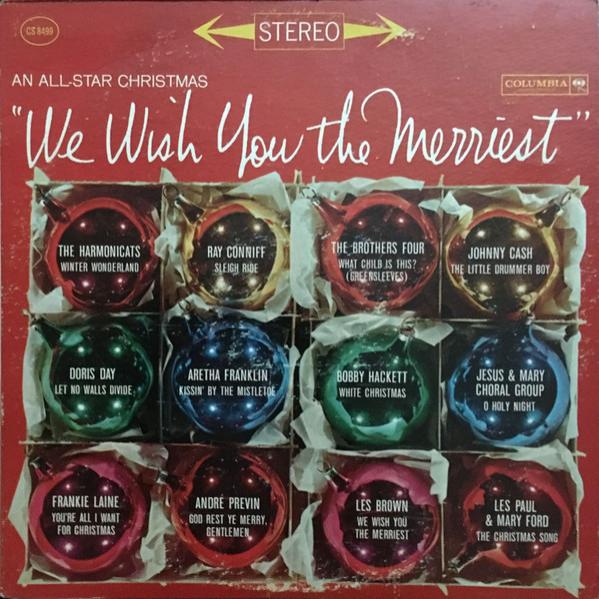 CS 8499
STEREO
AN ALL-STAR CHRISTMAS
COLUMBIA
"We Wish You the Merriest"
THE HARMONICATS
WINTER WONDERLAND
RAY CONNIFF
SLEIGH RIDE
THE BROTHERS FOUR
WHAT CHILD IS THIS?
(GREENSLEEVES)
JOHNNY CASH
THE LITTLE DRUMMER BOY
DORIS DAY
LET NO WALLS DIVIDE
ARETHA FRANKLIN
KISSIN' BY THE MISTLETOE
BOBBY HACKETT
WHITE CHRISTMAS
JESUS & MARY
CHORAL GROUP
O HOLY NIGHT
FRANKIE LAINE
YOU'RE ALL I WANT
FOR CHRISTMAS
ANDRÉ PREVIN
GOD REST YE MERRY,
GENTLEMEN
LES BROWN
WE WISH YOU
THE MERRIEST
LES PAUL
& MARY FORD
THE CHRISTMAS SONG